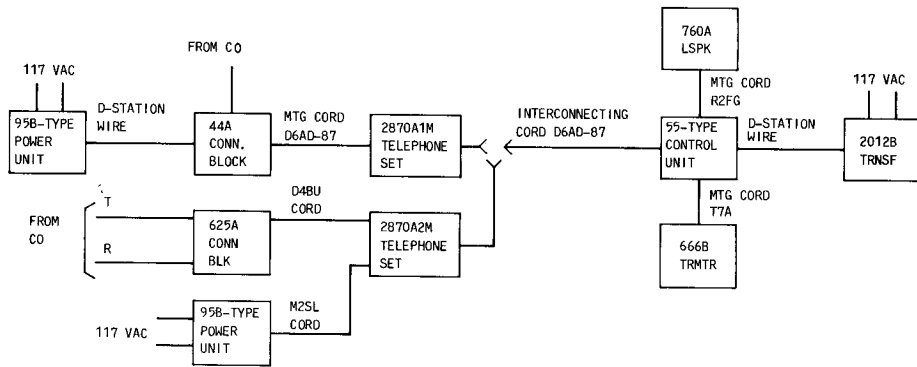 760A
LSPK
FROM CO
117 VAC
MTG CORD
R2FG
117 VAC
D-STATION
WIRE
95B-TYPE
POWER
UNIT
44A
CONN.
BLOCK
MTG CORD
D6AD-87
2870A1M
TELEPHONE
SET
INTERCONNECTING
CORD D6AD-87
55-TYPE
CONTROL
UNIT
D-STATION
WIRE
2012B
TRNSF
MTG CORD
T7A
666B
TRMTR
FROM
CO
T
R
625A
CONN
BLK
D4BU
CORD
2870A2M
TELEPHONE
SET
117 VAC
95B-TYPE
POWER
UNIT
M2SL
CORD